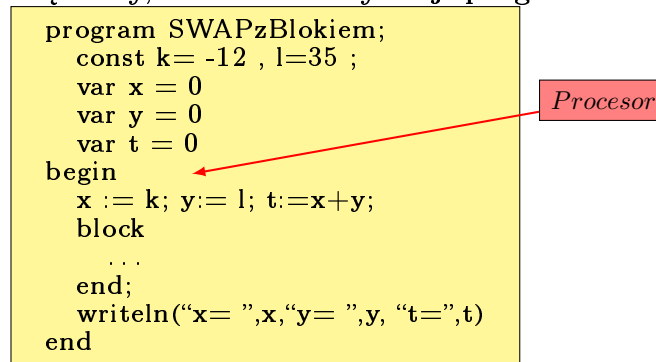 program SWAPzBlokiem;
const k= -12 , l=35 ;
var x = 0
var y = 0
Procesor
var t = 0
begin
x := k; y:= l; t:=x+y;
block
...
end;
writeln(“x= ”,x,“y= ”,y, “t=”,t)
end